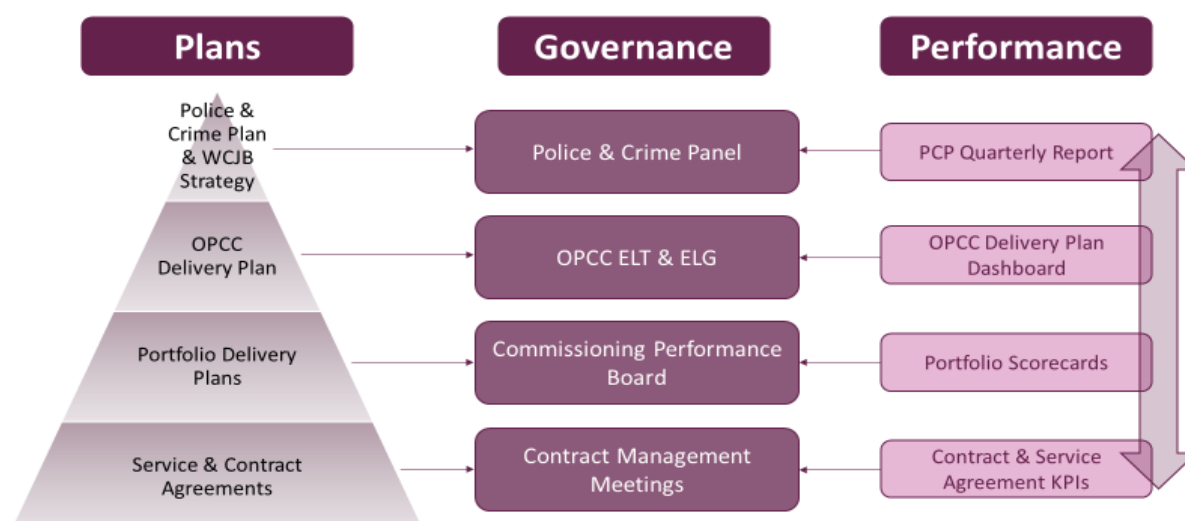 Plans
Governance
Performance
Police &
Crime Plan
& WCJB
Strategy
Police & Crime Panel
PCP Quarterly Report
OPCC
Delivery Plan
OPCC ELT & ELG
OPCC Delivery Plan
Dashboard
Portfolio Delivery
Plans
Commissioning Performance
Board
Portfolio Scorecards
Service & Contract
Agreements
Contract Management
Meetings
Contract & Service
Agreement KPIs